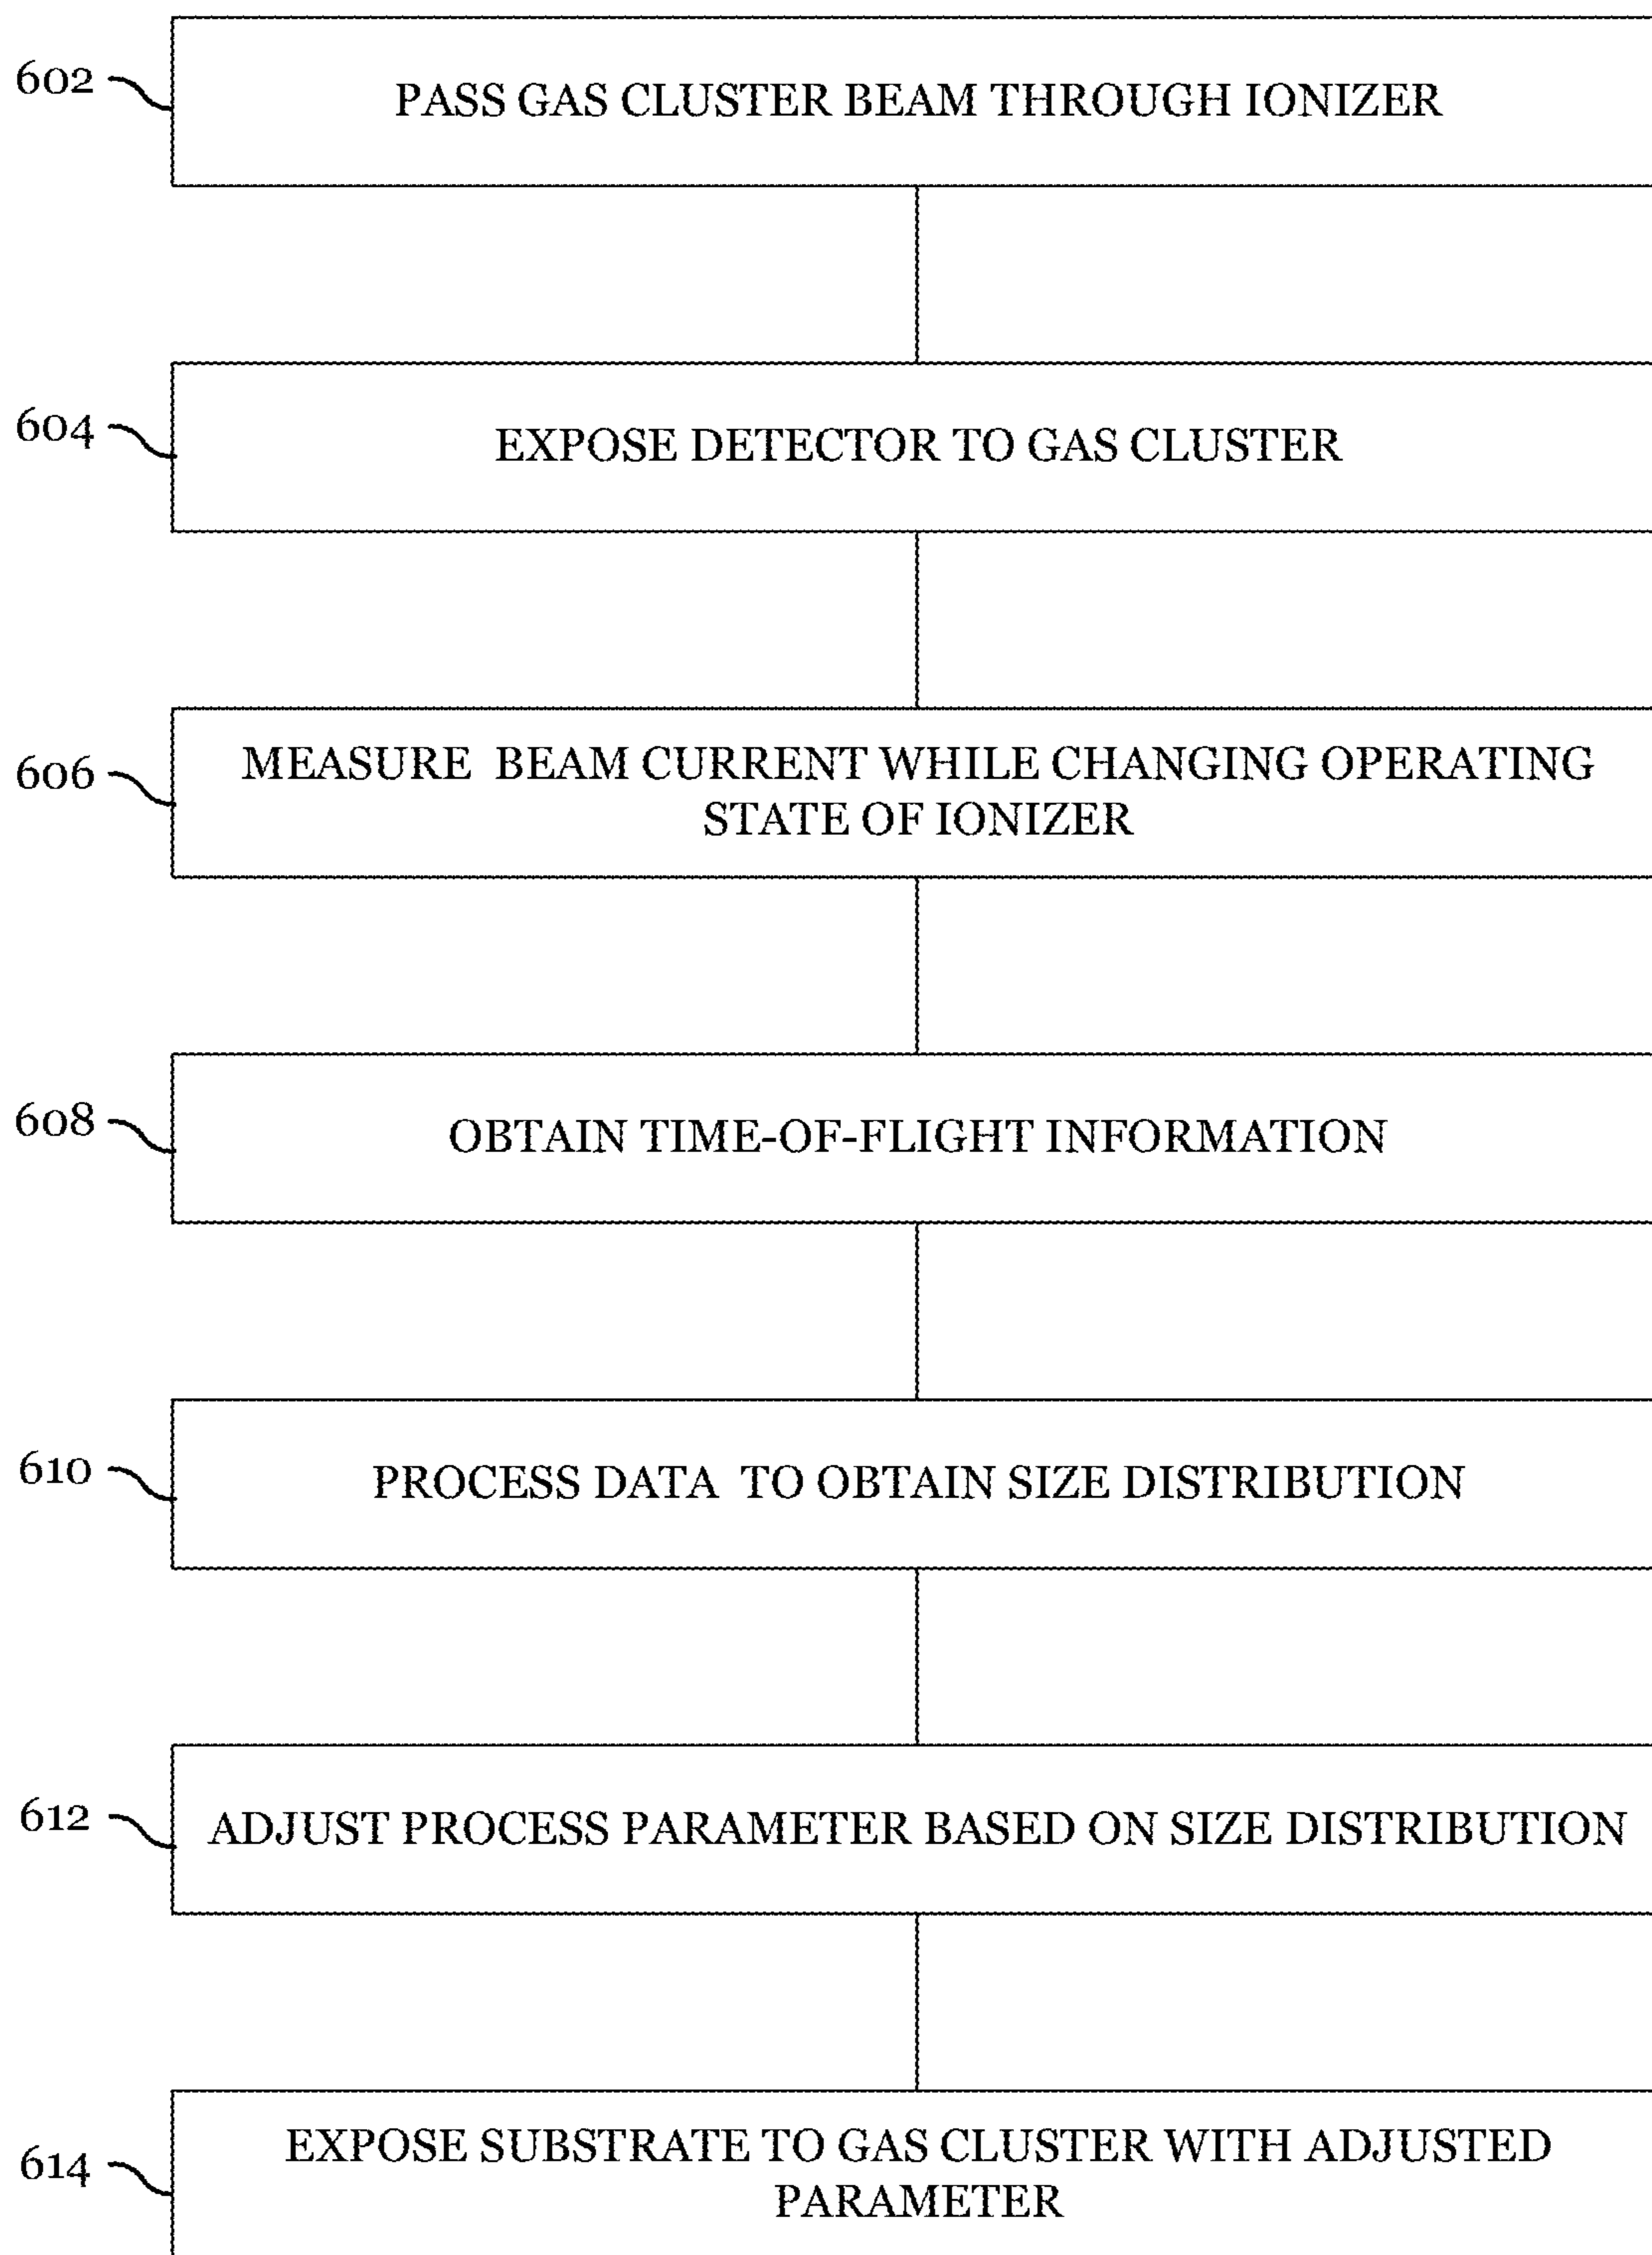 602
PASS GAS CLUSTER BEAM THROUGH IONIZER
604
EXPOSE DETECTOR TO GAS CLUSTER
606
MEASURE  BEAM CURRENT WHILE CHANGING OPERATING
STATE OF IONIZER
608
OBTAIN TIME-OF-FLIGHT INFORMATION
610
PROCESS DATA  TO OBTAIN SIZE DISTRIBUTION
612
ADJUST PROCESS PARAMETER BASED ON SIZE DISTRIBUTION
614
EXPOSE SUBSTRATE TO GAS CLUSTER WITH ADJUSTED
PARAMETER